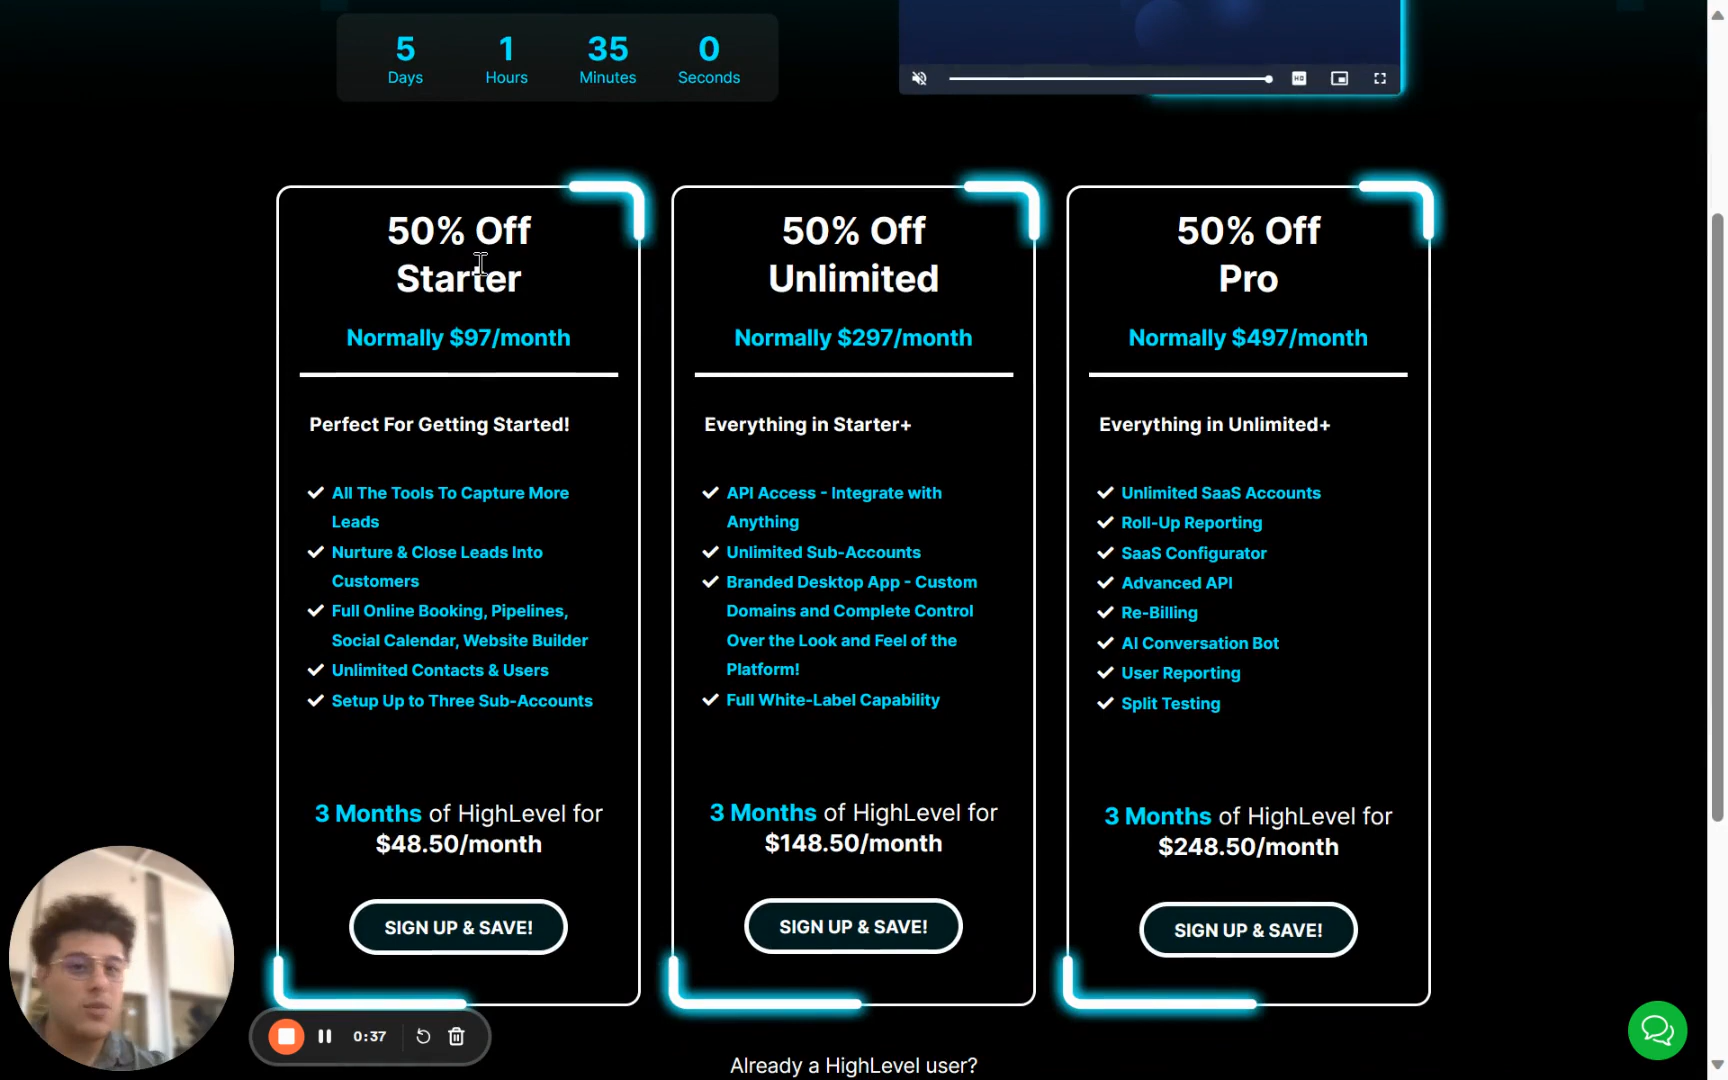 5
Days
1
Hours
35
Minutes
0
Seconds
HD
50% Off
Starter
Normally $97/month
Perfect For Getting Started!
All The Tools To Capture More
Leads
Nurture & Close Leads Into
Customers
Full Online Booking, Pipelines,
Social Calendar, Website Builder
Unlimited Contacts & Users
Setup Up to Three Sub-Accounts
3 Months of HighLevel for
$48.50/month
SIGN UP & SAVE!
50% Off
Unlimited
Normally $297/month
Everything in Starter+
API Access - Integrate with
Anything
Unlimited Sub-Accounts
Branded Desktop App - Custom
Domains and Complete Control
Over the Look and Feel of the
Platform!
Full White-Label Capability
3 Months of HighLevel for
$148.50/month
SIGN UP & SAVE!
50% Off
Pro
Normally $497/month
Everything in Unlimited+
Unlimited SaaS Accounts
Roll-Up Reporting
SaaS Configurator
Advanced API
Re-Billing
AI Conversation Bot
User Reporting
Split Testing
3 Months of HighLevel for
$248.50/month
SIGN UP & SAVE!
0:37
Already a HighLevel user?